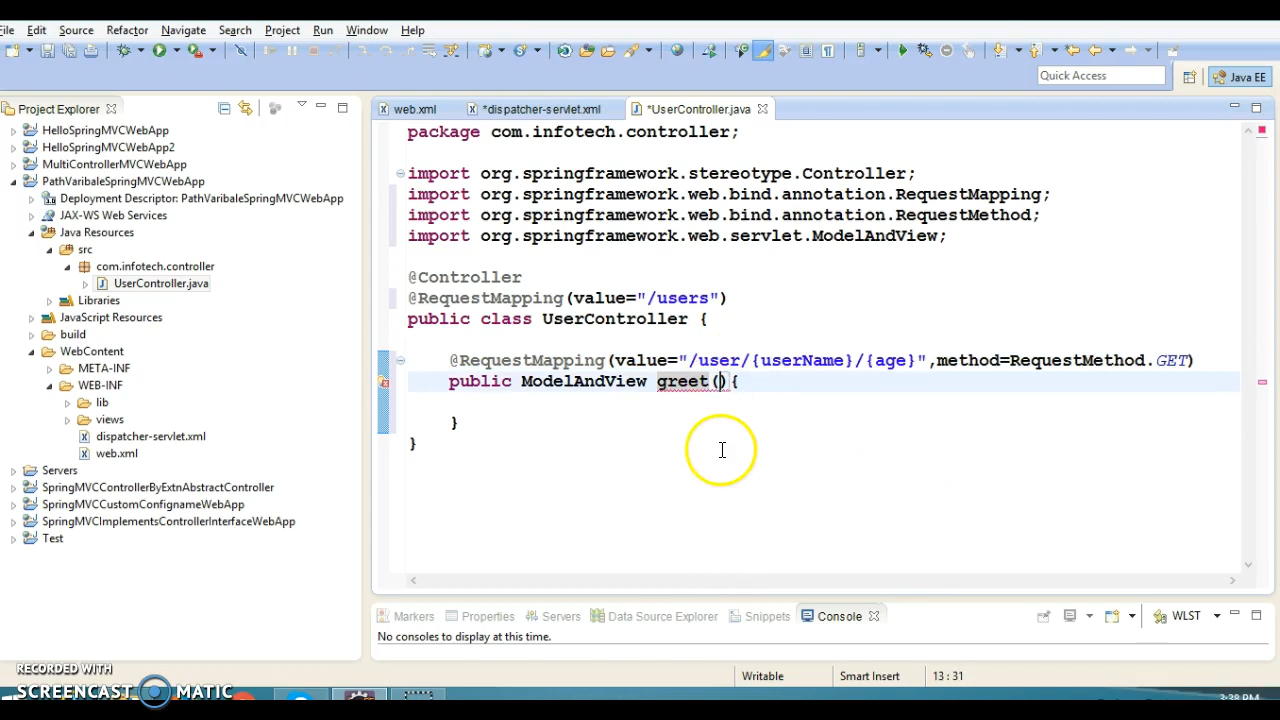 File Edit Source Refactor Navigate Search Project Run Window Help
Quick Access
Java EE
Project Explorer
HelloSpringMVCWebApp
HelloSpringMVCWebApp2
MultiControllerMVCWebApp
PathVaribaleSpringMVCWebApp
Deployment Descriptor: PathVaribaleSpringMVCWebApp
JAX-WS Web Services
Java Resources
src
com.infotech.controller
UserController.java
Libraries
JavaScript Resources
build
WebContent
META-INF
WEB-INF
lib
views
dispatcher-servlet.xml
web.xml
Servers
SpringMVCControllerByExtnAbstractController
SpringMVCCustomConfignameWebApp
SpringMVCImplementsControllerInterfaceWebApp
Test
web.xml *dispatcher-servlet.xml *UserController.java
package com.infotech.controller;
import org.springframework.stereotype.Controller;
import org.springframework.web.bind.annotation.RequestMapping;
import org.springframework.web.bind.annotation.RequestMethod;
import org.springframework.web.servlet.ModelAndView;
@Controller
@RequestMapping(value="/users")
public class UserController {
@RequestMapping(value="/user/{userName}/{age}",method=RequestMethod.GET)
public ModelAndView greet(){
}
}
Markers Properties Servers Data Source Explorer Snippets Console
WLST
No consoles to display at this time.
Writable Smart Insert 13 : 31
RECORDED WITH
SCREENCAST MATIC
3:38 PM